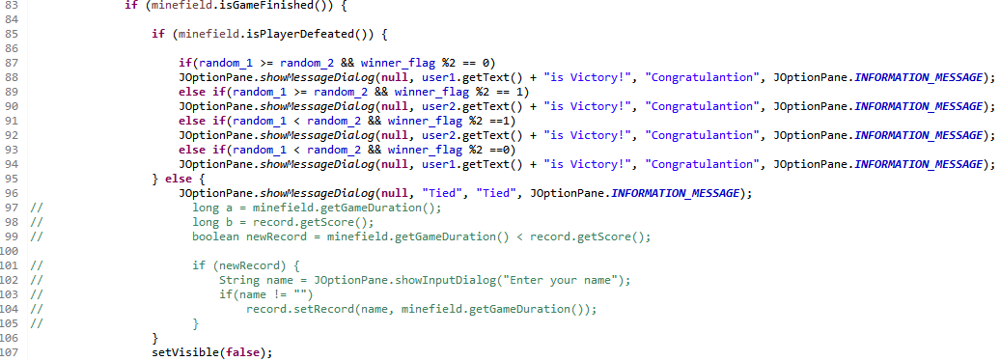 83 if (minefield.isGameFinished()) {
84
85 if (minefield.isPlayerDefeated()) {
86
87 if(random_1 >= random_2 && winner_flag %2 == 0)
88 JOptionPane.showMessageDialog(null, user1.getText() + "is Victory!", "Congratulantion", JOptionPane.INFORMATION_MESSAGE);
89 else if(random_1 >= random_2 && winner_flag %2 == 1)
90 JOptionPane.showMessageDialog(null, user2.getText() + "is Victory!", "Congratulantion", JOptionPane.INFORMATION_MESSAGE);
91 else if(random_1 < random_2 && winner_flag %2 ==1)
92 JOptionPane.showMessageDialog(null, user2.getText() + "is Victory!", "Congratulantion", JOptionPane.INFORMATION_MESSAGE);
93 else if(random_1 < random_2 && winner_flag %2 ==0)
94 JOptionPane.showMessageDialog(null, user1.getText() + "is Victory!", "Congratulantion", JOptionPane.INFORMATION_MESSAGE);
95 } else {
96 JOptionPane.showMessageDialog(null, "Tied", "Tied", JOptionPane.INFORMATION_MESSAGE);
97 // long a = minefield.getGameDuration();
98 // long b = record.getScore();
99 // boolean newRecord = minefield.getGameDuration() < record.getScore();
100
101 // if (newRecord) {
102 // String name = JOptionPane.showInputDialog("Enter your name");
103 // if(name != "")
104 // record.setRecord(name, minefield.getGameDuration());
105 // }
106 }
107 setVisible(false);